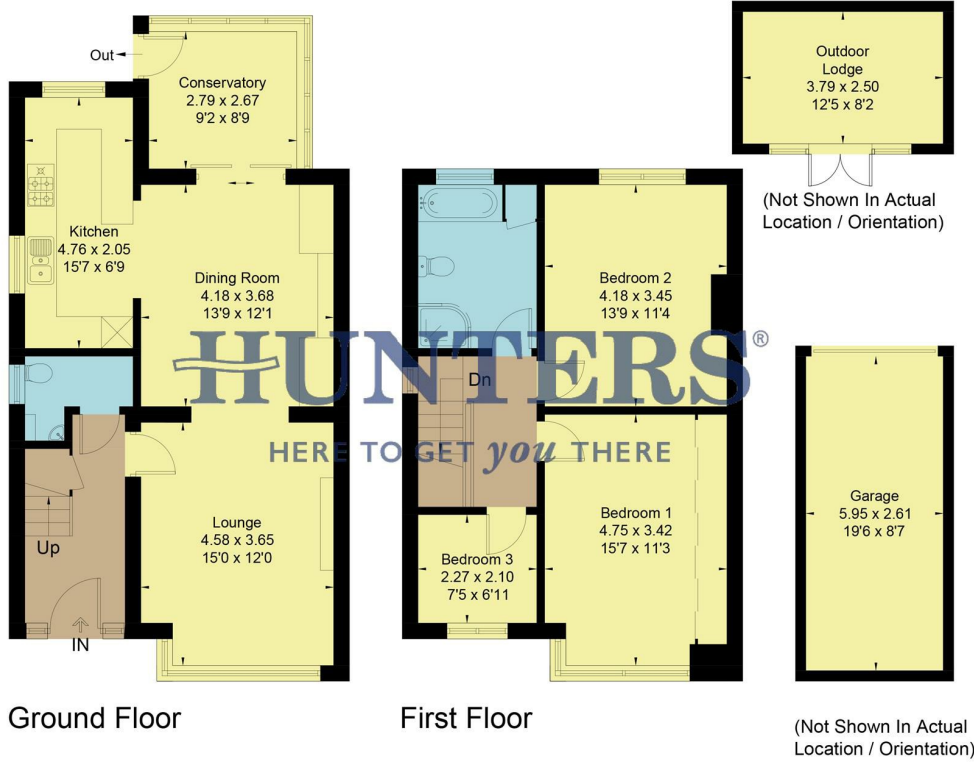 Out
Conservatory
2.79 x 2.67
9'2 x 8'9
Outdoor
Lodge
3.79 x 2.50
12'5 x 8'2
(Not Shown In Actual
Location / Orientation)
Kitchen
4.76 x 2.05
15'7 x 6'9
Dining Room
4.18 x 3.68
13'9 x 12'1
Bedroom 2
4.18 x 3.45
13'9 x 11'4
HUNTERS®
HERE TO GET you THERE
Dn
Up
IN
Lounge
4.58 x 3.65
15'0 x 12'0
Bedroom 3
2.27 x 2.10
7'5 x 6'11
Bedroom 1
4.75 x 3.42
15'7 x 11'3
Garage
5.95 x 2.61
19'6 x 8'7
Ground Floor
First Floor
(Not Shown In Actual
Location / Orientation)